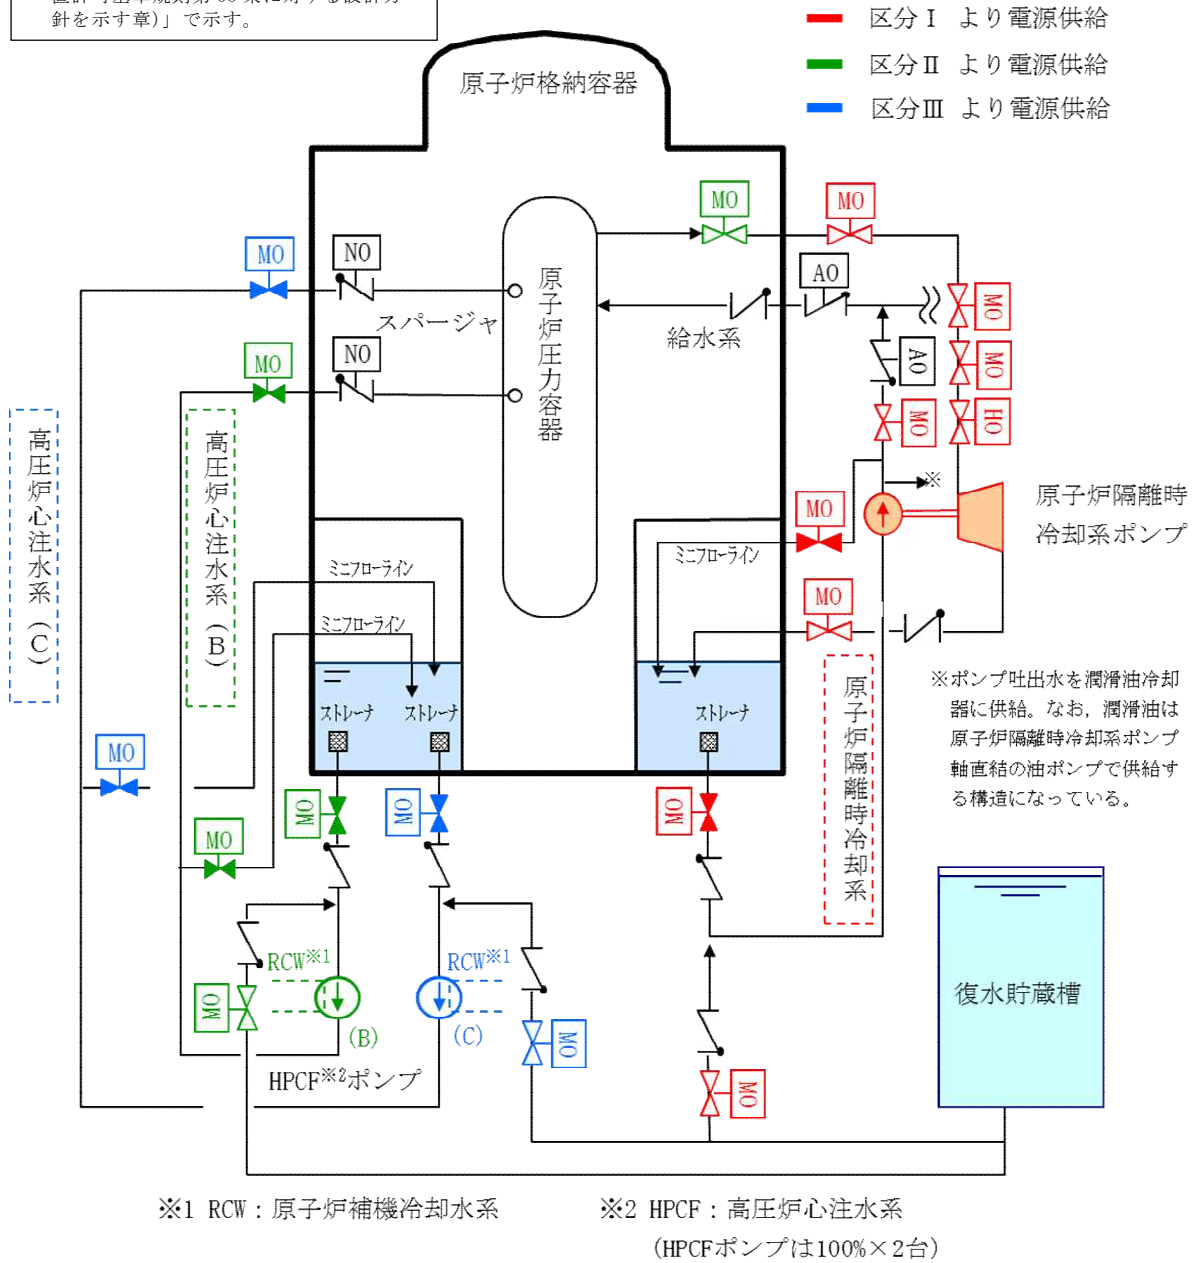 針を示す章)」で示す。
区分Ⅰ より電源供給
区分Ⅱ より電源供給
区分Ⅲ より電源供給
原子炉格納容器
MO
MO
MO
NO
AO
原子炉圧力容器
スパージャ
給水系
MO
MO
NO
AO
MO
MO
HO
高圧炉心注水系(C)
高圧炉心注水系(B)
※
原子炉隔離時
冷却系ポンプ
MO
ミニフローライン
ミニフローライン
MO
ミニフローライン
原子炉隔離時冷却系
※ポンプ吐出水を潤滑油冷却
器に供給。なお，潤滑油は
原子炉隔離時冷却系ポンプ
軸直結の油ポンプで供給す
る構造になっている。
ストレーナ
ストレーナ
ストレーナ
MO
MO
MO
MO
MO
RCW※1
RCW※1
MO
復水貯蔵槽
(B)
(C)
MO
HPCF※2ポンプ
MO
※1 RCW：原子炉補機冷却水系
※2 HPCF：高圧炉心注水系
(HPCFポンプは100%×2台)